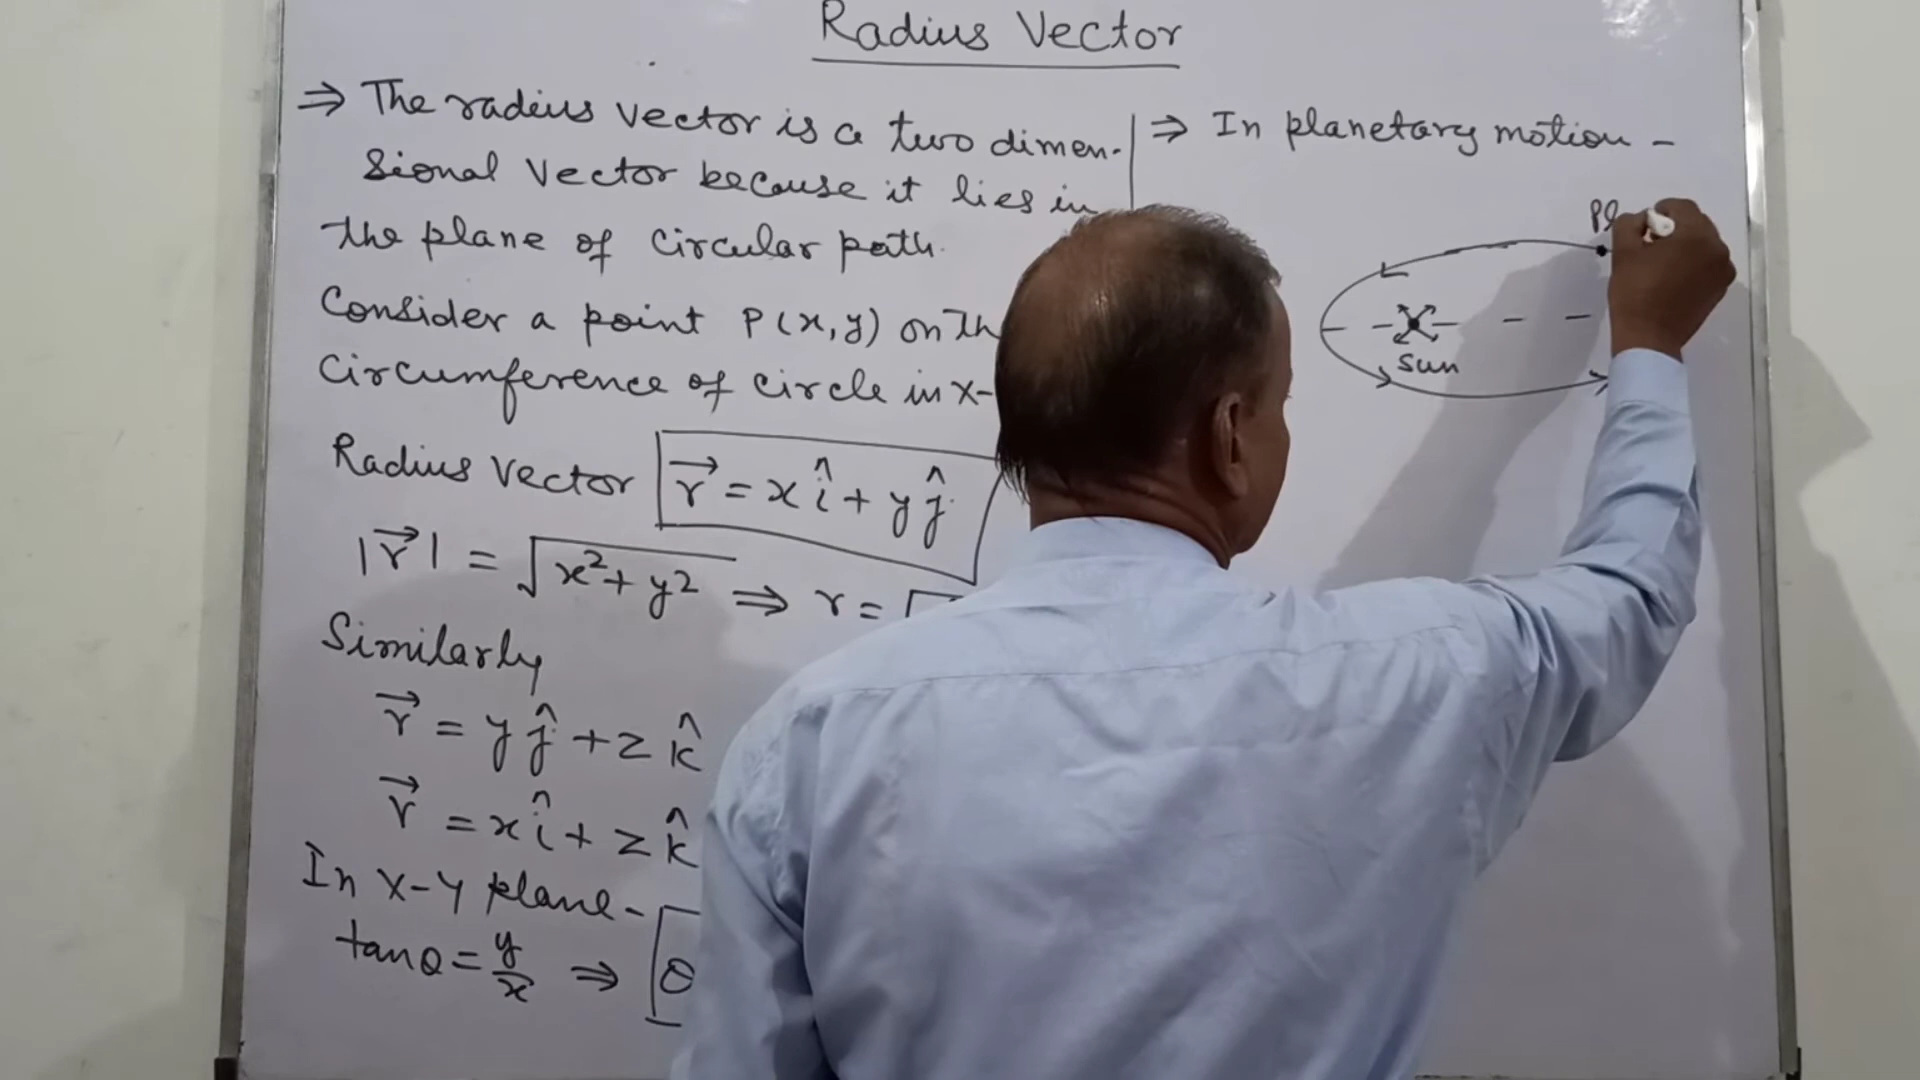 Radius Vector
⇒ The radius vector is a two dimen-
sional vector because it lies in
the plane of circular path.
Consider a point P(x,y) on
circumference of circle in X-
Radius vector r⃗ = x î + y ĵ
|r⃗| = √x²+y² ⇒ r =
Similarly
r⃗ = y ĵ + z k̂
r⃗ = x î + z k̂
In X-Y plane-
tanθ = y/x ⇒ θ
⇒ In planetary motion -
Sun